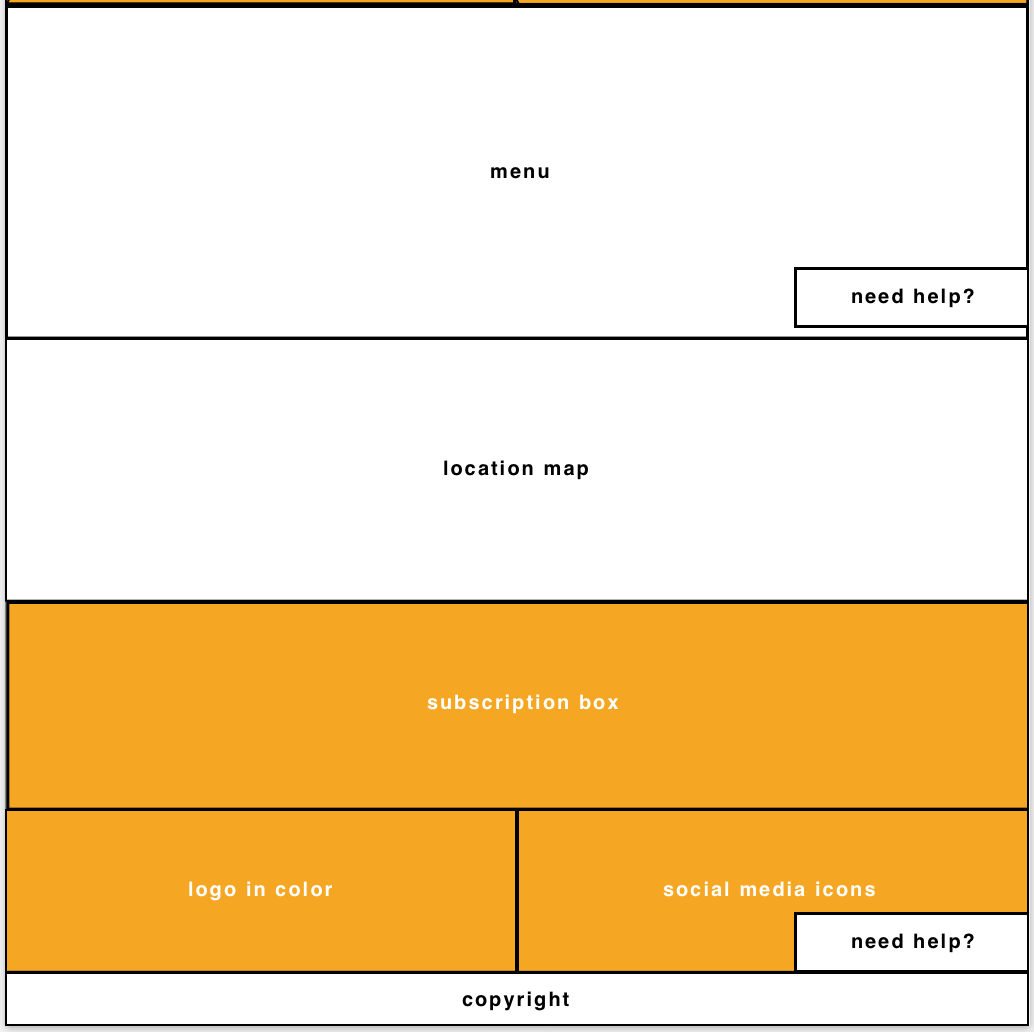 menu
need help?
location map
subscription box
logo in color
social media icons
need help?
copyright